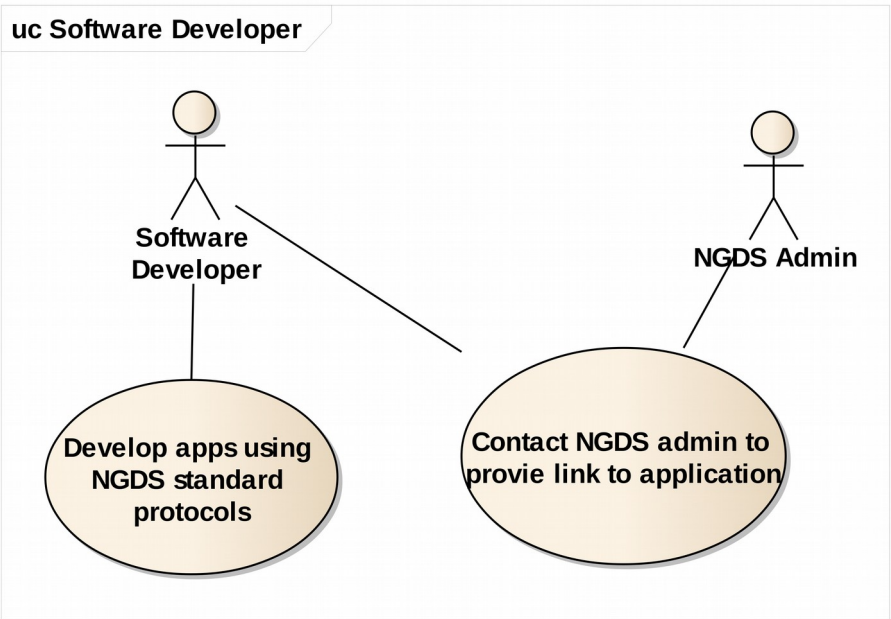 uc Software Developer
Software
Developer
NGDS Admin
Develop apps using
NGDS standard
protocols
Contact NGDS admin to
provie link to application